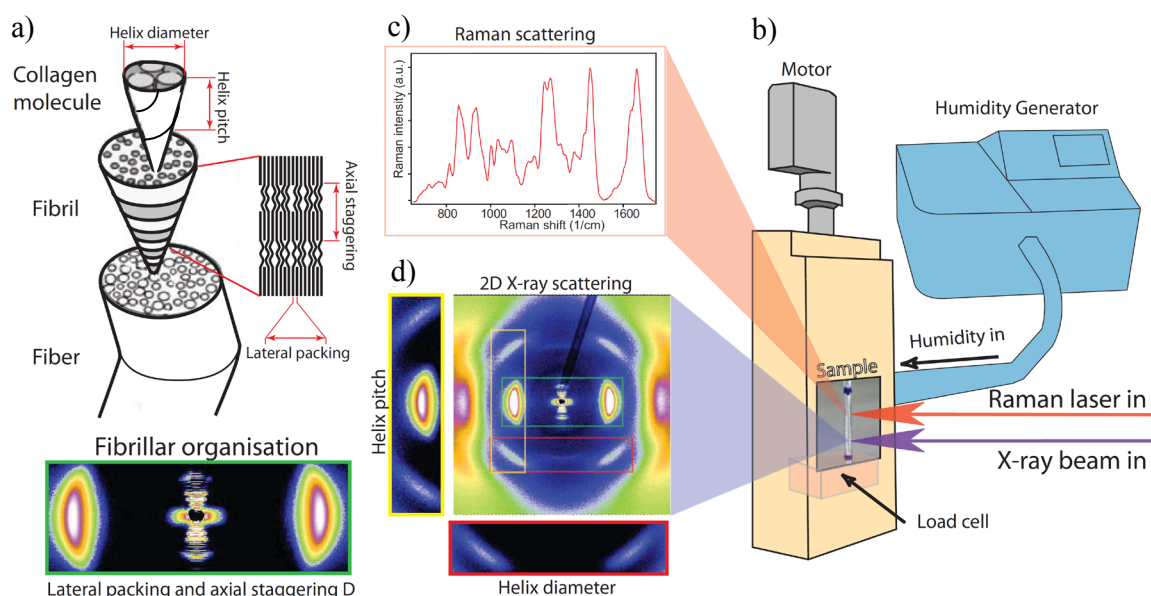 a)
Helix diameter
Collagen
molecule
Helix pitch
Fibril
Axial staggering
Fiber
Lateral packing
Fibrillar organisation
Lateral packing and axial staggering D
c)
Raman scattering
Raman intensity (a.u.)
800 1000 1200 1400 1600
Raman shift (1/cm)
d)
2D X-ray scattering
Helix pitch
Helix diameter
b)
Motor
Humidity Generator
Humidity in
Sample
Raman laser in
X-ray beam in
Load cell